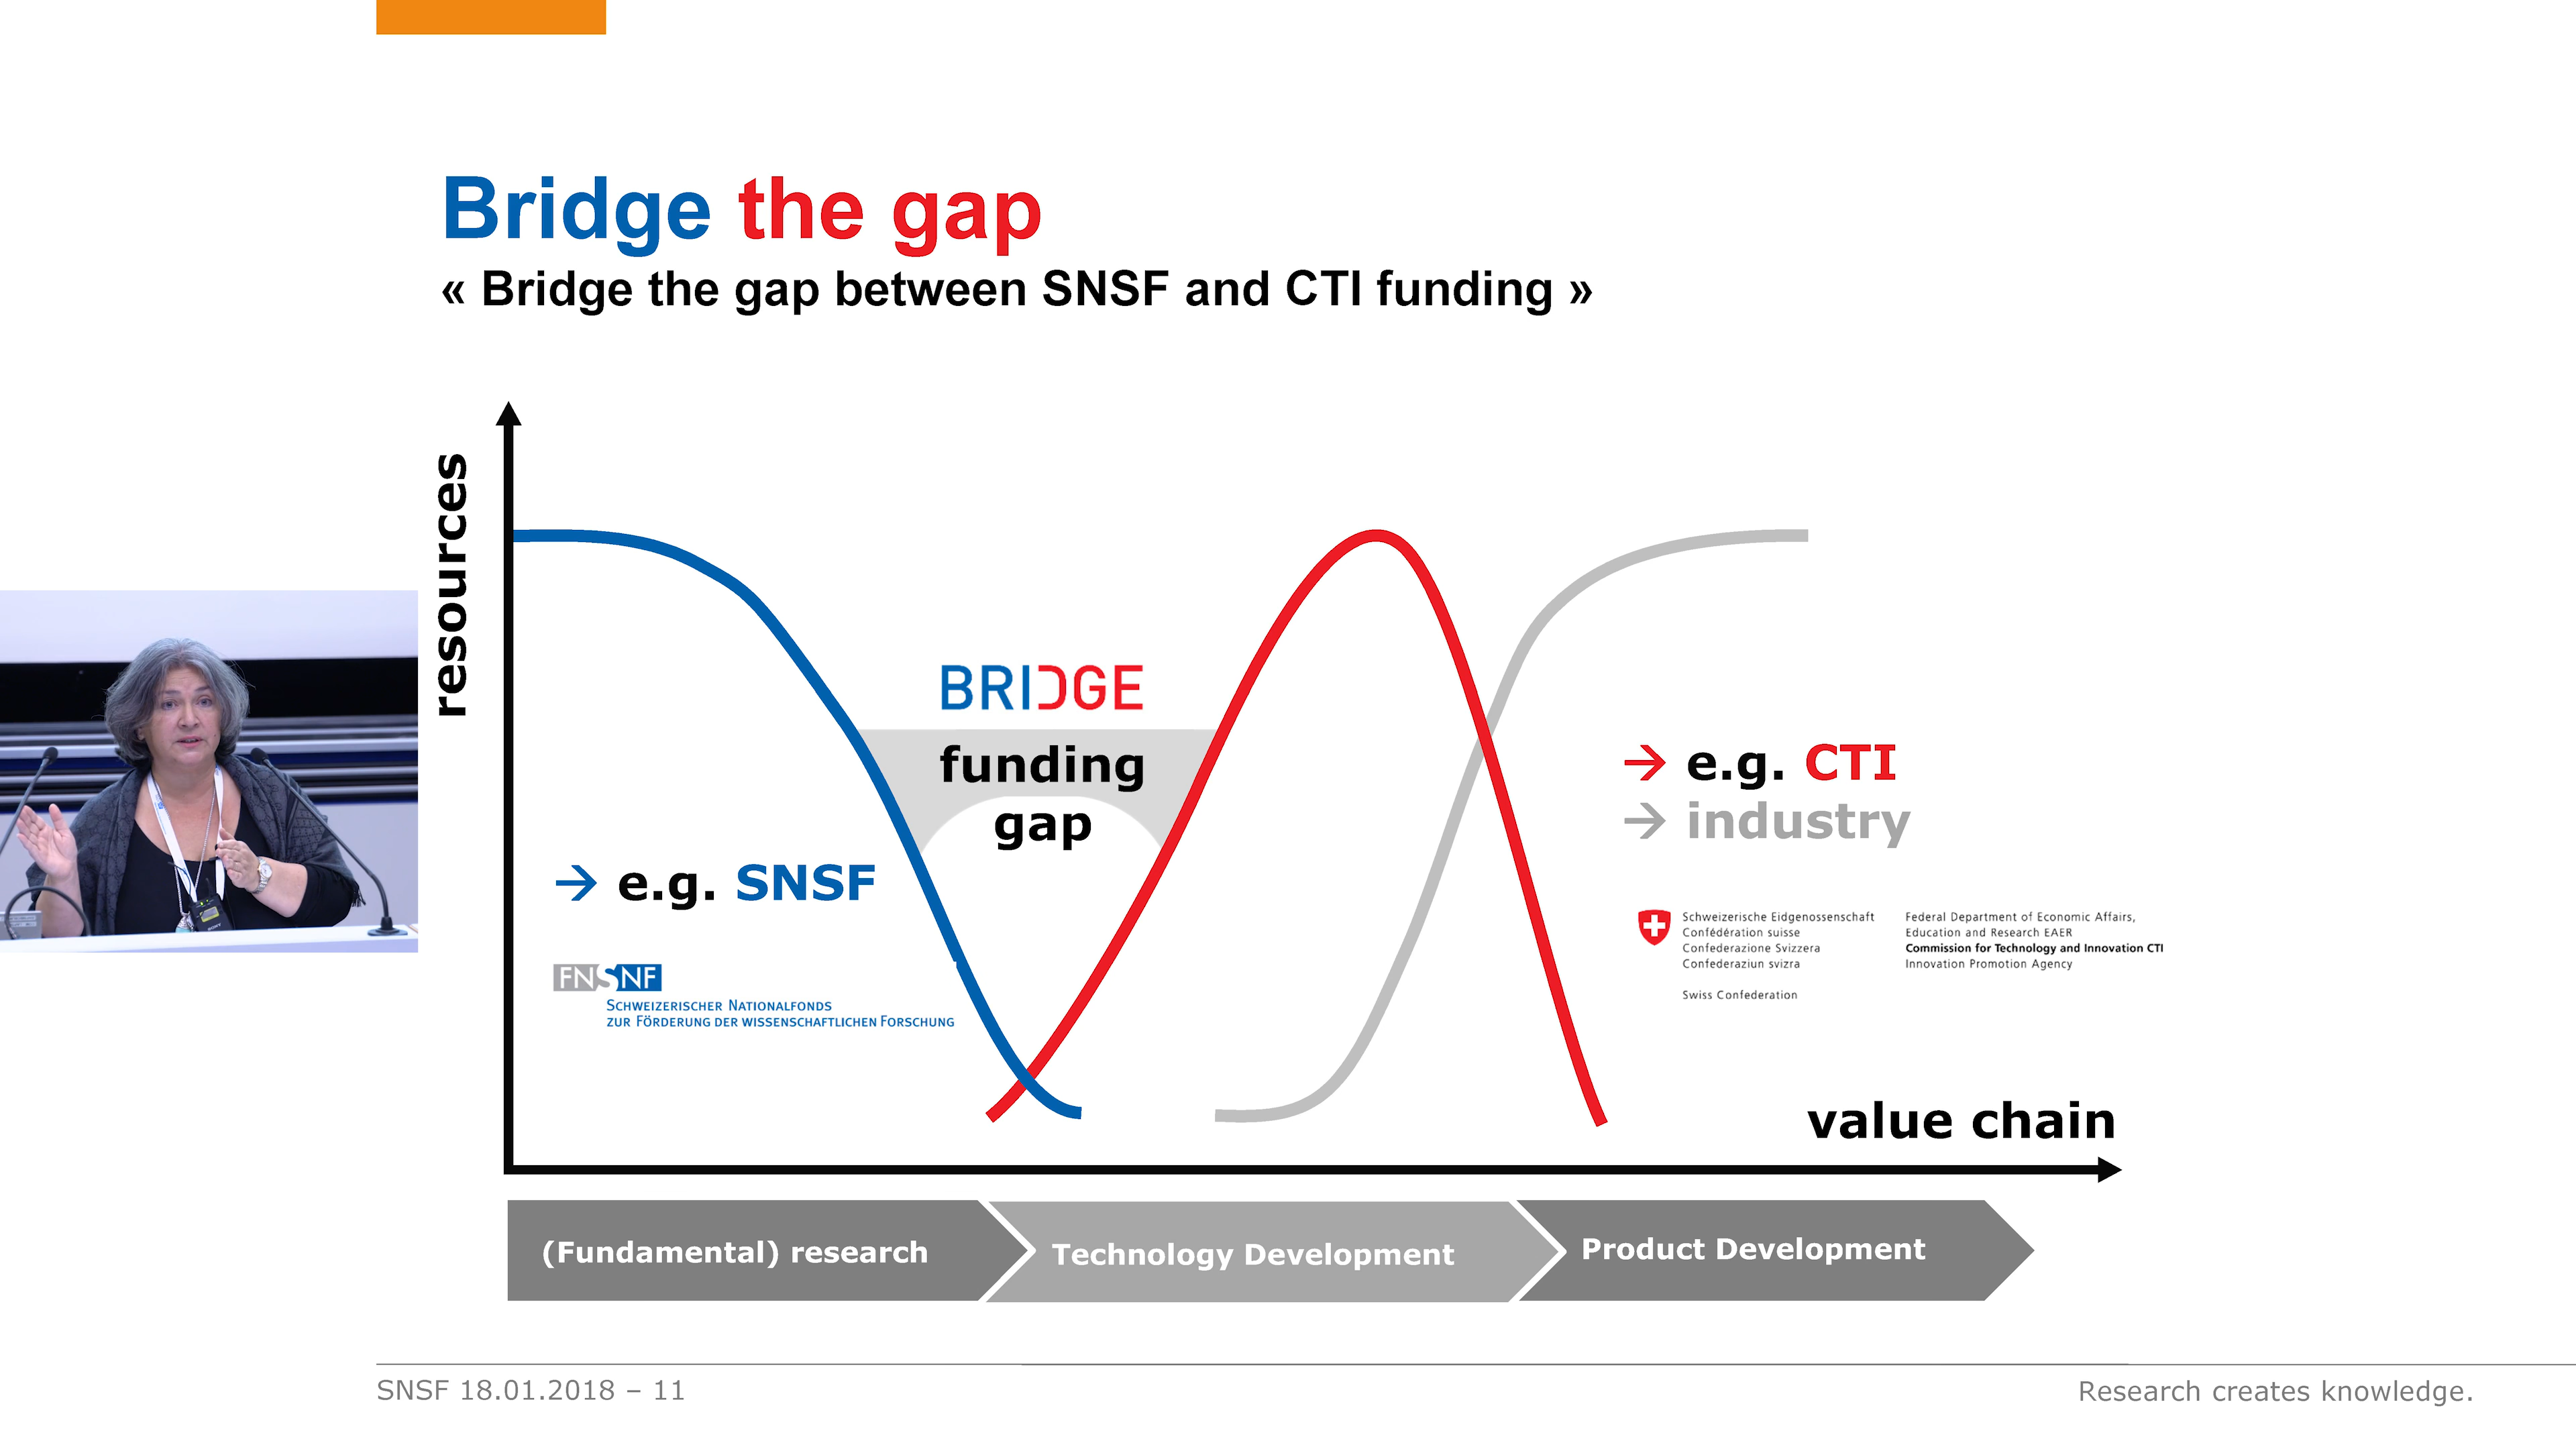 Bridge the gap
« Bridge the gap between SNSF and CTI funding »
resources
BRIDGE
funding
gap
→ e.g. SNSF
FNSNF
SCHWEIZERISCHER NATIONALFONDS
ZUR FÖRDERUNG DER WISSENSCHAFTLICHEN FORSCHUNG
→ e.g. CTI
→ industry
Schweizerische Eidgenossenschaft
Confédération suisse
Confederazione Svizzera
Confederaziun svizra
Swiss Confederation
Federal Department of Economic Affairs,
Education and Research EAER
Commission for Technology and Innovation CTI
Innovation Promotion Agency
value chain
(Fundamental) research
Technology Development
Product Development
SNSF 18.01.2018 – 11
Research creates knowledge.